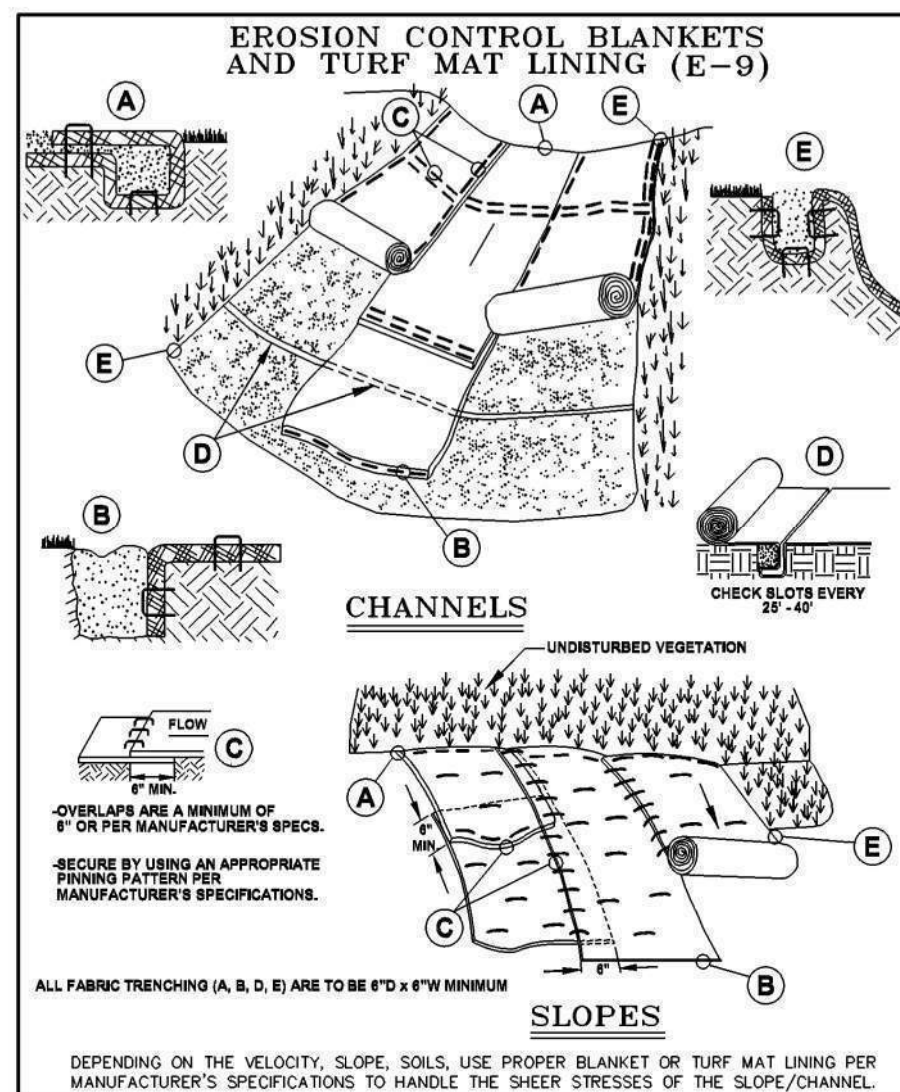 EROSION CONTROL BLANKETS
AND TURF MAT LINING (E-9)
A
C
A
E
E
E
D
B
B
D
CHECK SLOTS EVERY
25' - 40'
CHANNELS
UNDISTURBED VEGETATION
FLOW
C
6" MIN.
-OVERLAPS ARE A MINIMUM OF
6" OR PER MANUFACTURER'S SPECS.
-SECURE BY USING AN APPROPRIATE
PINNING PATTERN PER
MANUFACTURER'S SPECIFICATIONS.
A
6"
MIN
C
E
6"
B
ALL FABRIC TRENCHING (A, B, D, E) ARE TO BE 6"D x 6"W MINIMUM
SLOPES
DEPENDING ON THE VELOCITY, SLOPE, SOILS, USE PROPER BLANKET OR TURF MAT LINING PER
MANUFACTURER'S SPECIFICATIONS TO HANDLE THE SHEER STRESSES OF THE SLOPE/CHANNEL.